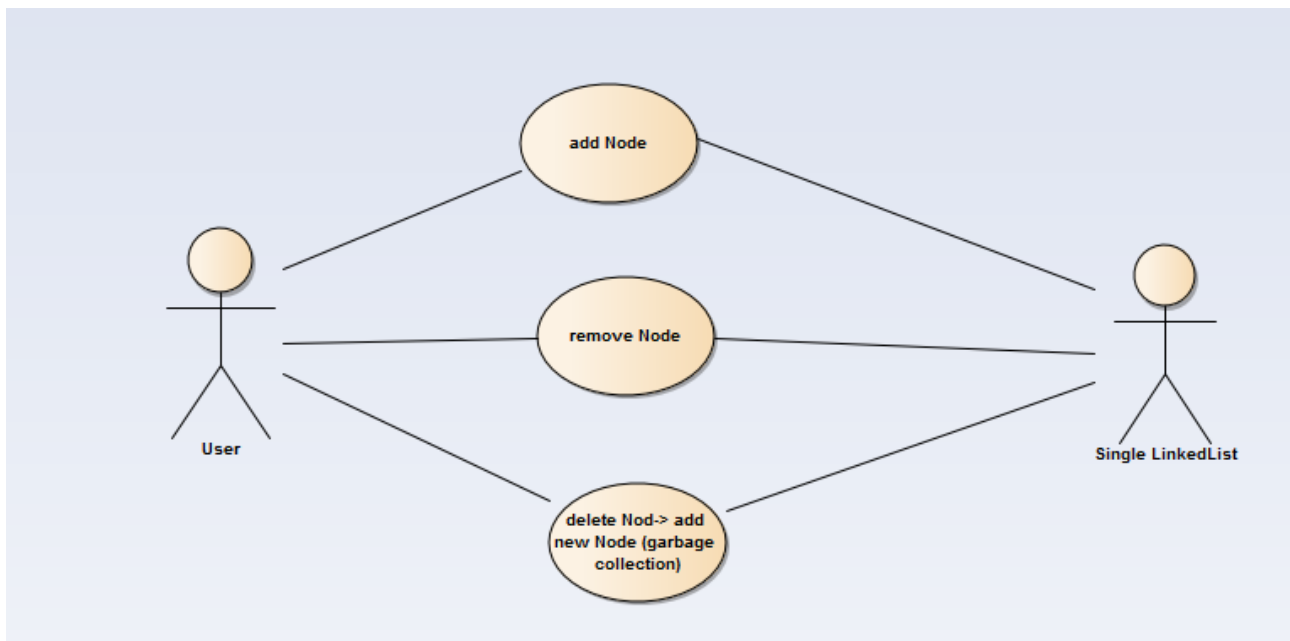 add Node
remove Node
User
Single LinkedList
delete Nod-> add
new Node (garbage
collection)